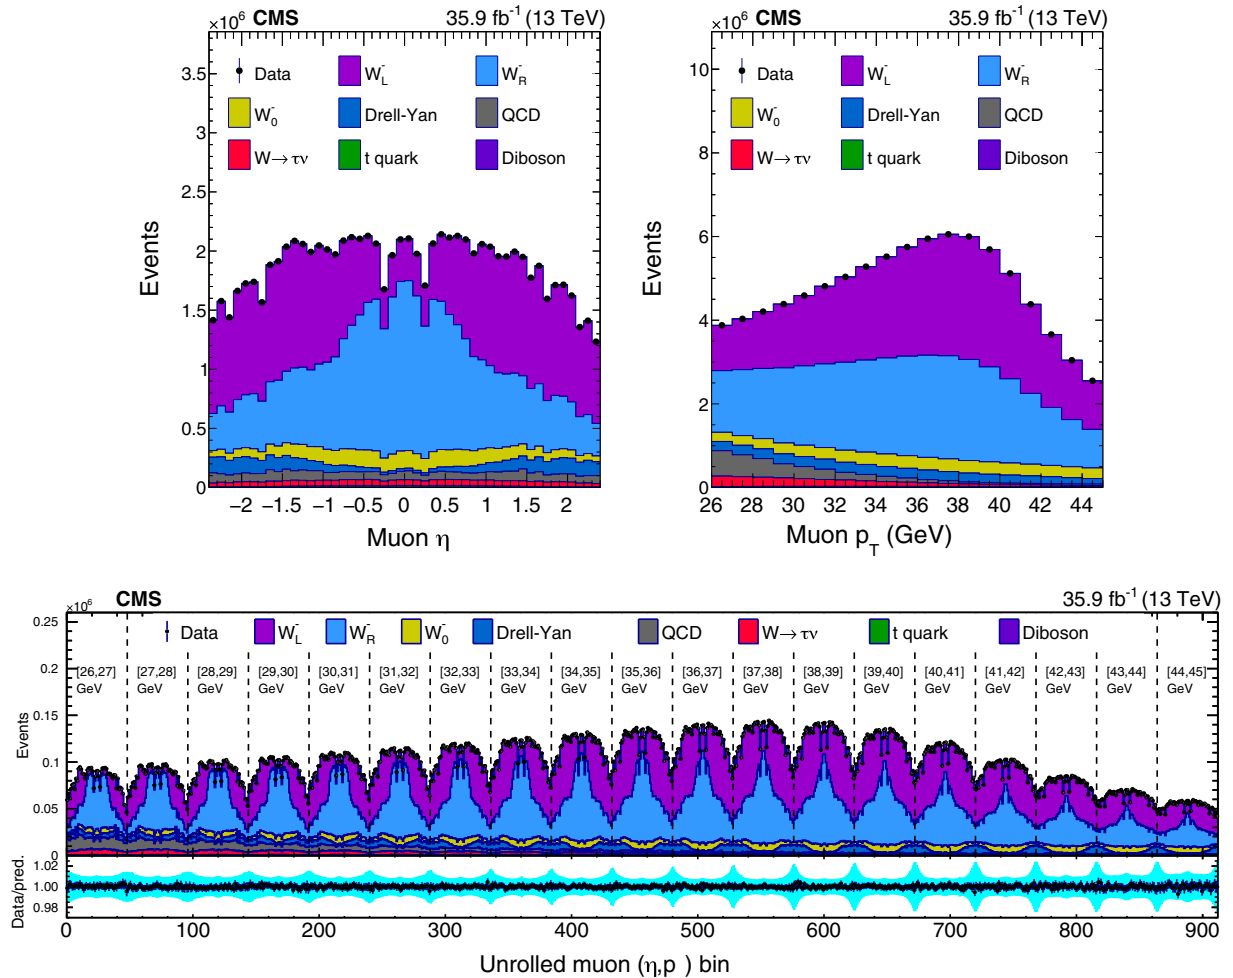 ×10⁶ CMS 35.9 fb⁻¹ (13 TeV)
Data W⁻L W⁻R
W⁻0 Drell-Yan QCD
W→τν t quark Diboson
3.5
3
2.5
2
1.5
1
0.5
0
Events
−2 −1.5 −1 −0.5 0 0.5 1 1.5 2
Muon η
×10⁶ CMS 35.9 fb⁻¹ (13 TeV)
Data W⁻L W⁻R
W⁻0 Drell-Yan QCD
W→τν t quark Diboson
10
8
6
4
2
0
Events
26 28 30 32 34 36 38 40 42 44
Muon pT (GeV)
×10⁶ CMS 35.9 fb⁻¹ (13 TeV)
Data W⁻L W⁻R W⁻0 Drell-Yan QCD W→τν t quark Diboson
[26,27] [27,28] [28,29] [29,30] [30,31] [31,32] [32,33] [33,34] [34,35] [35,36] [36,37] [37,38] [38,39] [39,40] [40,41] [41,42] [42,43] [43,44] [44,45]
GeV GeV GeV GeV GeV GeV GeV GeV GeV GeV GeV GeV GeV GeV GeV GeV GeV GeV GeV
0.25
0.2
0.15
0.1
0.05
0
Events
1.02
1.00
0.98
Data/pred.
0 100 200 300 400 500 600 700 800 900
Unrolled muon (η,p ) bin